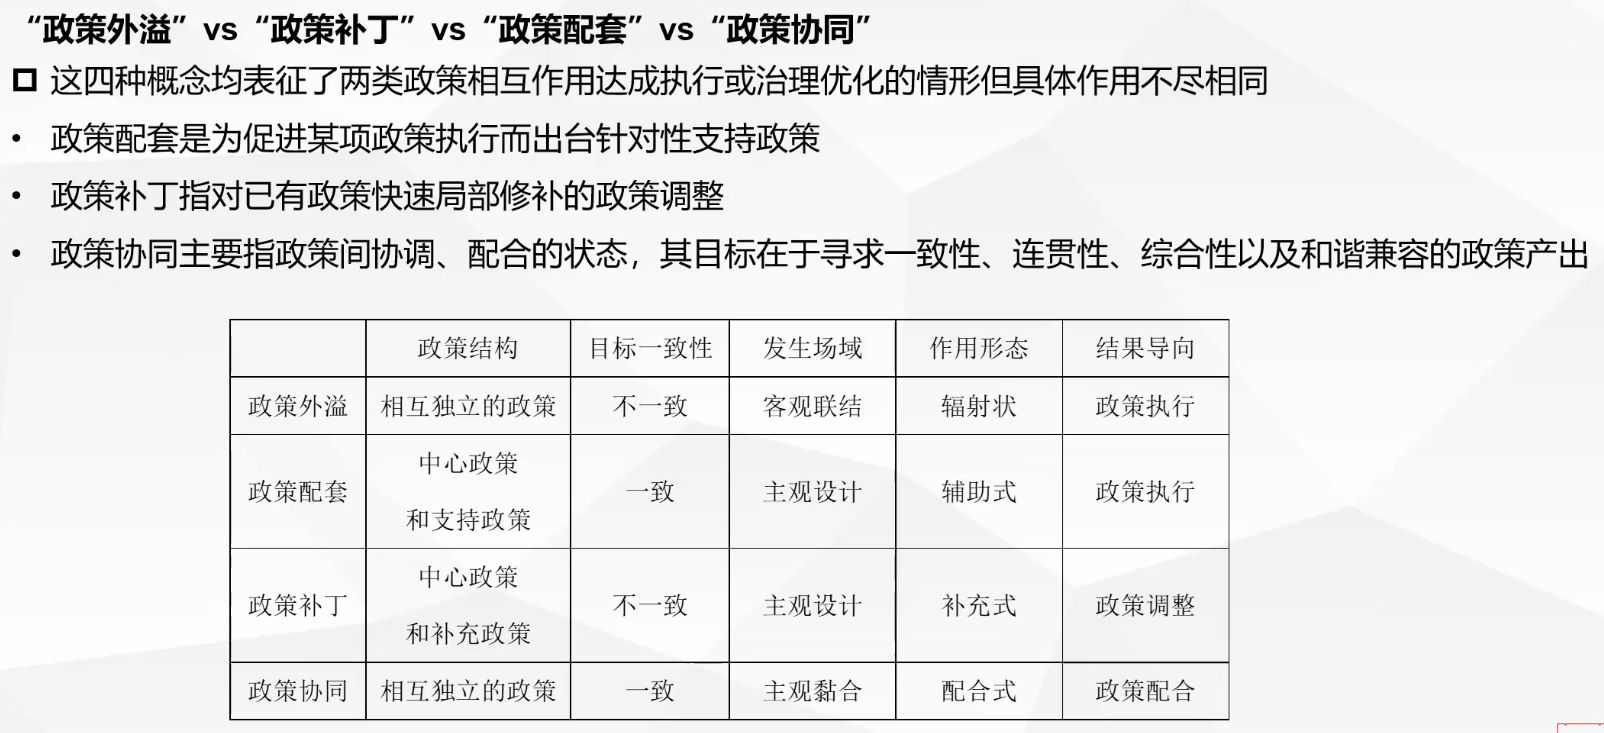 “政策外溢”vs“政策补丁”vs“政策配套”vs“政策协同”
这四种概念均表征了两类政策相互作用达成执行或治理优化的情形但具体作用不尽相同
• 政策配套是为促进某项政策执行而出台针对性支持政策
• 政策补丁指对已有政策快速局部修补的政策调整
• 政策协同主要指政策间协调、配合的状态，其目标在于寻求一致性、连贯性、综合性以及和谐兼容的政策产出
政策结构 目标一致性 发生场域 作用形态 结果导向
政策外溢 相互独立的政策 不一致 客观联结 辐射状 政策执行
政策配套 中心政策 和支持政策 一致 主观设计 辅助式 政策执行
政策补丁 中心政策 和补充政策 不一致 主观设计 补充式 政策调整
政策协同 相互独立的政策 一致 主观黏合 配合式 政策配合